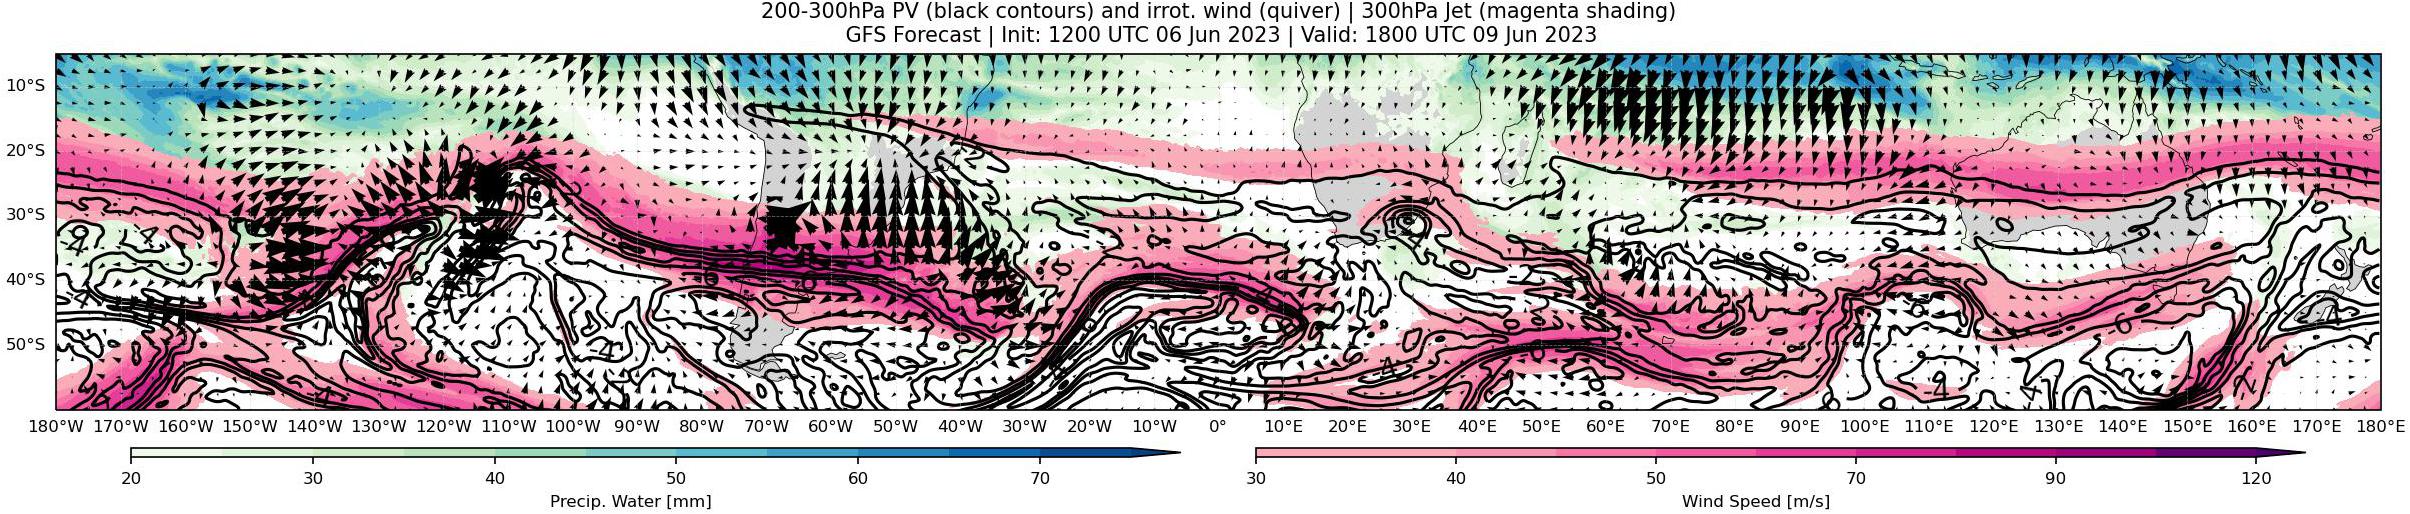 200-300hPa PV (black contours) and irrot. wind (quiver) | 300hPa Jet (magenta shading)
GFS Forecast | Init: 1200 UTC 06 Jun 2023 | Valid: 1800 UTC 09 Jun 2023
10°S
20°S
30°S
40°S
50°S
180°W 170°W 160°W 150°W 140°W 130°W 120°W 110°W 100°W 90°W 80°W 70°W 60°W 50°W 40°W 30°W 20°W 10°W 0° 10°E 20°E 30°E 40°E 50°E 60°E 70°E 80°E 90°E 100°E 110°E 120°E 130°E 140°E 150°E 160°E 170°E 180°E
20 30 40 50 60 70
Precip. Water [mm]
30 40 50 70 90 120
Wind Speed [m/s]